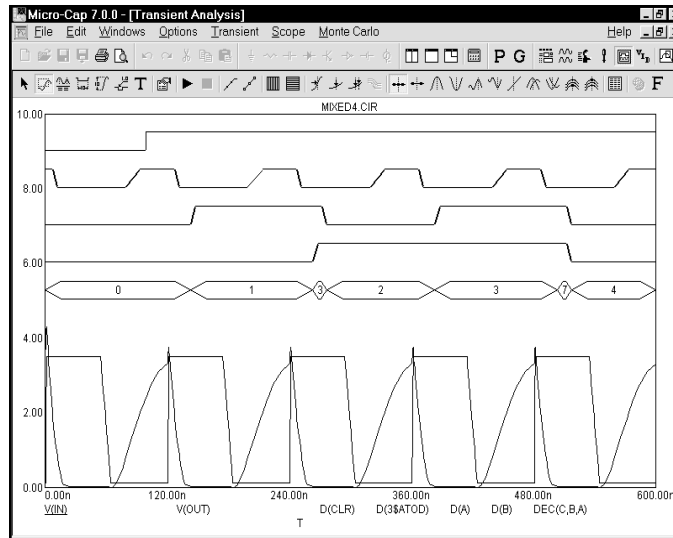 Micro-Cap 7.0.0 - [Transient Analysis]
File Edit Windows Options Transient Scope Monte Carlo Help
P G
T F
MIXED4.CIR
10.00
8.00
6.00
0 1 3 2 3 7 4
4.00
2.00
0.00
0.00n 120.00n 240.00n 360.00n 480.00n 600.00n
V(IN) V(OUT) D(CLR) D(3$ATOD) D(A) D(B) DEC(C,B,A)
T